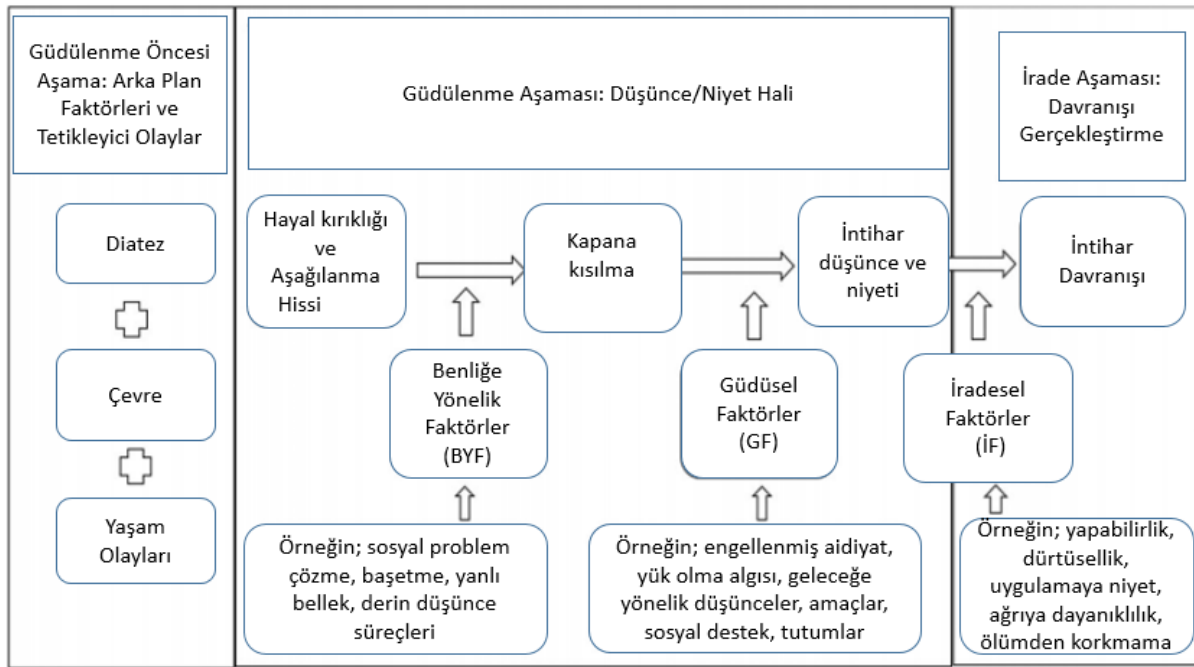 Güdülenme Öncesi
Aşama: Arka Plan
Faktörleri ve
Tetikleyici Olaylar
Güdülenme Aşaması: Düşünce/Niyet Hali
İrade Aşaması:
Davranışı
Gerçekleştirme
Diatez
Çevre
Yaşam
Olayları
Hayal kırıklığı
ve
Aşağılanma
Hissi
Kapana
kısılma
İntihar
düşünce ve
niyeti
İntihar
Davranışı
Benliğe
Yönelik
Faktörler
(BYF)
Güdüsel
Faktörler
(GF)
İradesel
Faktörler
(İF)
Örneğin; sosyal problem
çözme, başetme, yanlı
bellek, derin düşünce
süreçleri
Örneğin; engellenmiş aidiyat,
yük olma algısı, geleceğe
yönelik düşünceler, amaçlar,
sosyal destek, tutumlar
Örneğin; yapabilirlik,
dürtüsellik,
uygulamaya niyet,
ağrıya dayanıklılık,
ölümden korkmama